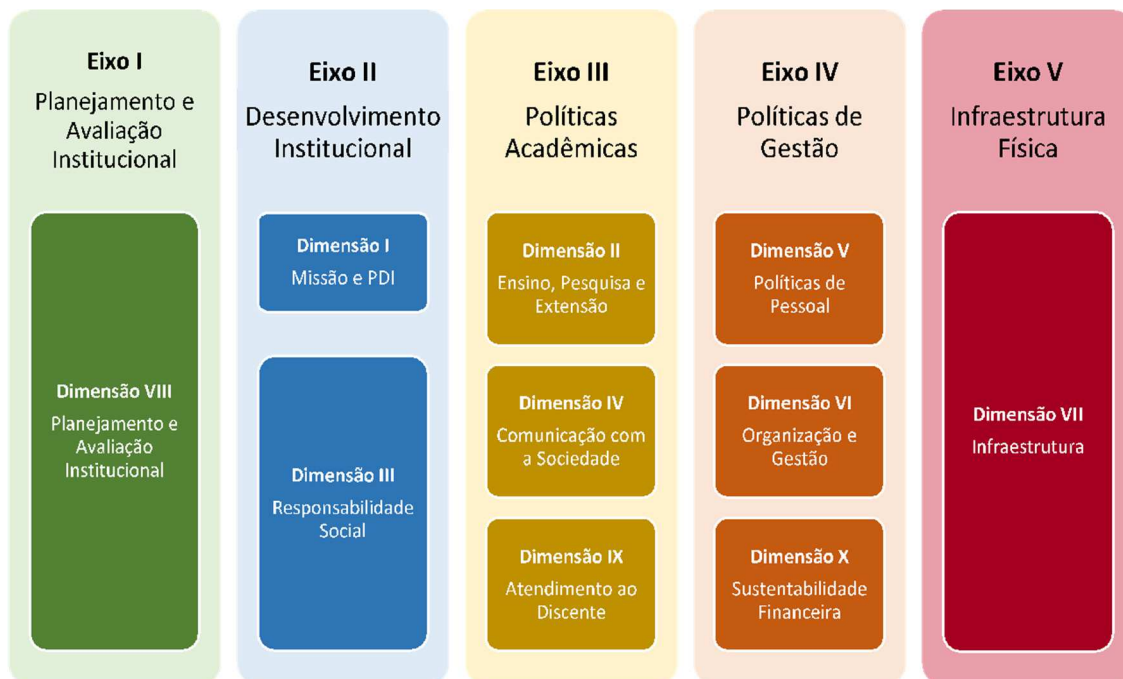 Eixo I
Planejamento e
Avaliação
Institucional
Dimensão VIII
Planejamento e
Avaliação
Institucional
Eixo II
Desenvolvimento
Institucional
Dimensão I
Missão e PDI
Dimensão III
Responsabilidade
Social
Eixo III
Políticas
Acadêmicas
Dimensão II
Ensino, Pesquisa e
Extensão
Dimensão IV
Comunicação com
a Sociedade
Dimensão IX
Atendimento ao
Discente
Eixo IV
Políticas de
Gestão
Dimensão V
Políticas de
Pessoal
Dimensão VI
Organização e
Gestão
Dimensão X
Sustentabilidade
Financeira
Eixo V
Infraestrutura
Física
Dimensão VII
Infraestrutura